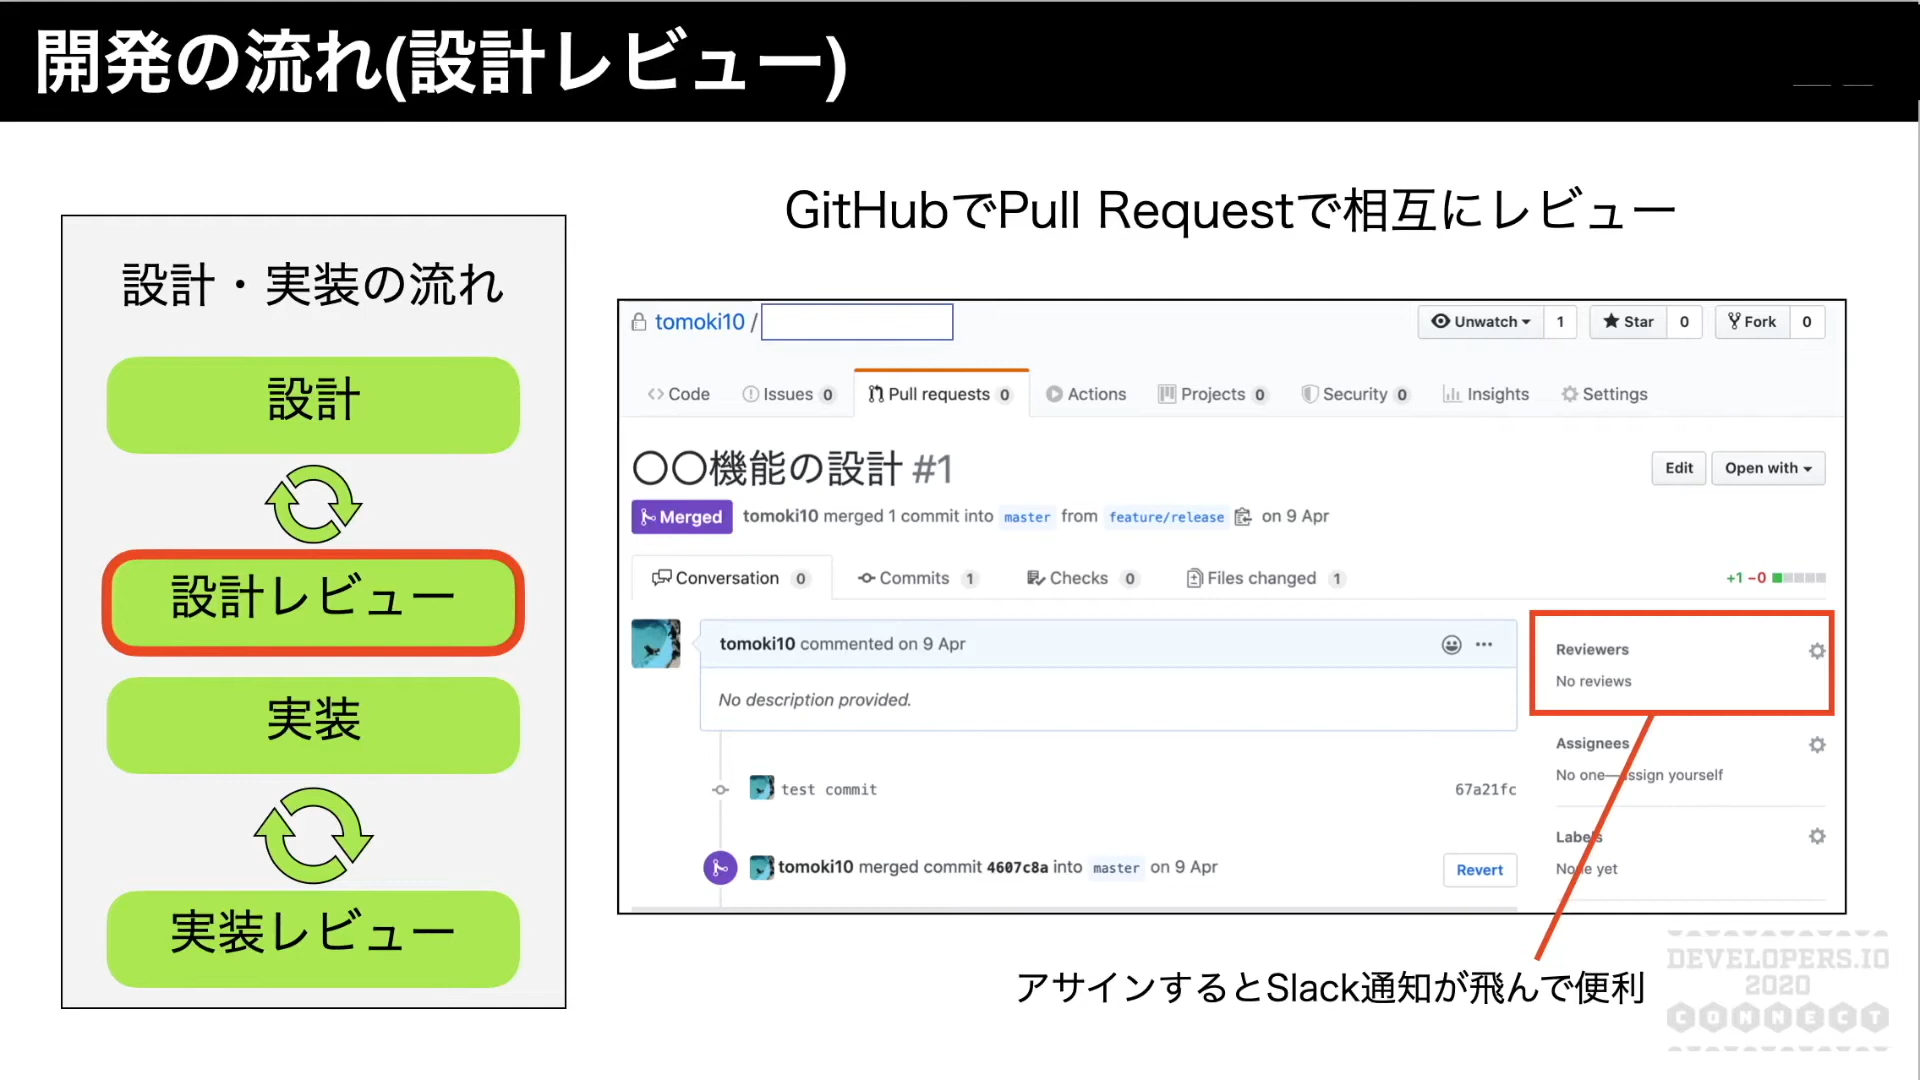 開発の流れ(設計レビュー)
GitHubでPull Requestで相互にレビュー
設計・実装の流れ
設計
設計レビュー
実装
実装レビュー
tomoki10 /
Unwatch 1 Star 0 Fork 0
Code Issues 0 Pull requests 0 Actions Projects 0 Security 0 Insights Settings
〇〇機能の設計 #1
Edit Open with
Merged tomoki10 merged 1 commit into master from feature/release on 9 Apr
Conversation 0 Commits 1 Checks 0 Files changed 1
+1 −0
tomoki10 commented on 9 Apr
No description provided.
test commit 67a21fc
tomoki10 merged commit 4607c8a into master on 9 Apr
Revert
Reviewers
No reviews
Assignees
No one—assign yourself
Labels
None yet
アサインするとSlack通知が飛んで便利
DEVELOPERS.IO
2020
CONNECT